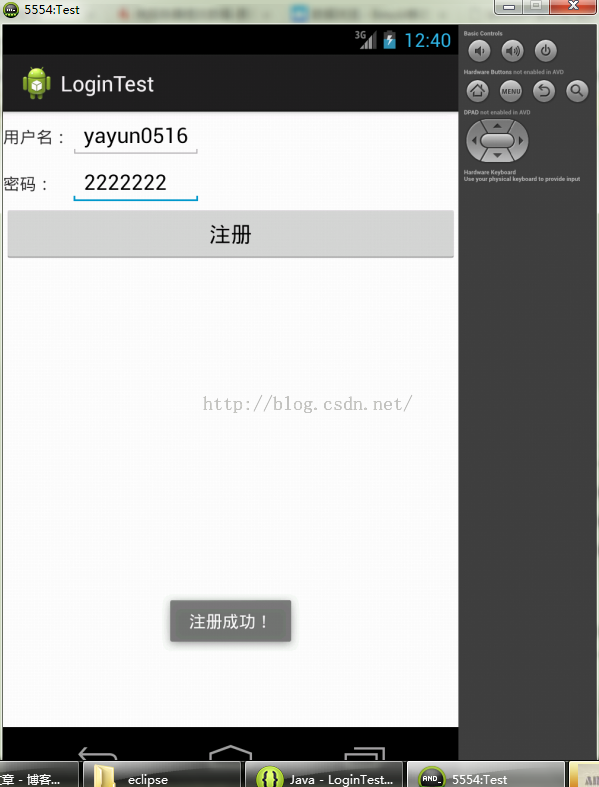 5554:Test
3G 12:40
LoginTest
用户名： yayun0516
密码： 2222222
注册
http://blog.csdn.net/
注册成功！
Basic Controls
Hardware Buttons not enabled in AVD
MENU
DPAD not enabled in AVD
Hardware Keyboard
Use your physical keyboard to provide input
章 - 博客... eclipse Java - LoginTest... 5554:Test